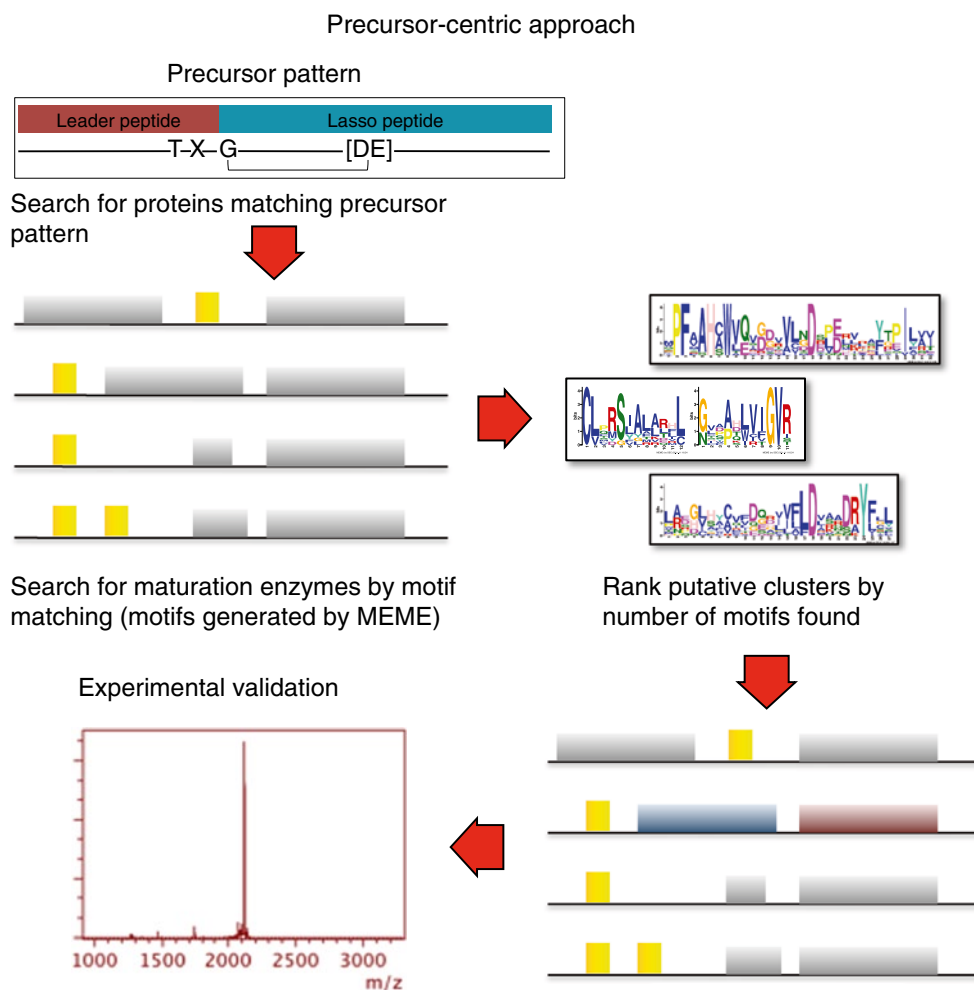 Precursor-centric approach
Precursor pattern
Leader peptide Lasso peptide
T-X-G [DE]
Search for proteins matching precursor
pattern
Search for maturation enzymes by motif
matching (motifs generated by MEME)
Rank putative clusters by
number of motifs found
Experimental validation
1000 1500 2000 2500 3000
m/z